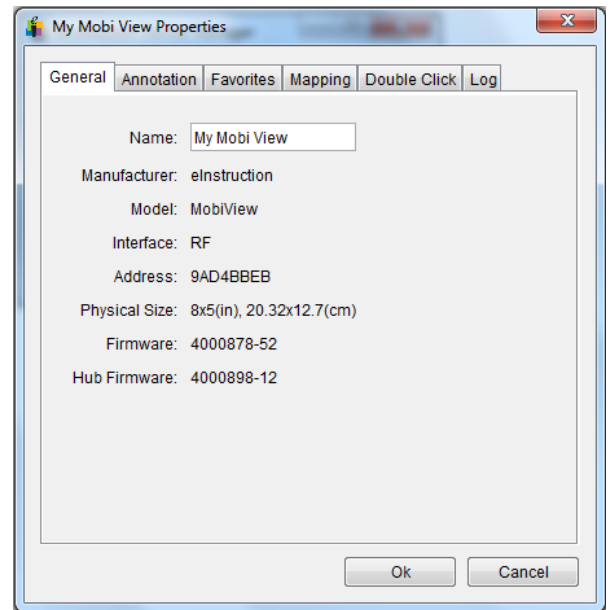 My Mobi View Properties
General Annotation Favorites Mapping Double Click Log
Name: My Mobi View
Manufacturer: eInstruction
Model: MobiView
Interface: RF
Address: 9AD4BBEB
Physical Size: 8x5(in), 20.32x12.7(cm)
Firmware: 4000878-52
Hub Firmware: 4000898-12
Ok Cancel